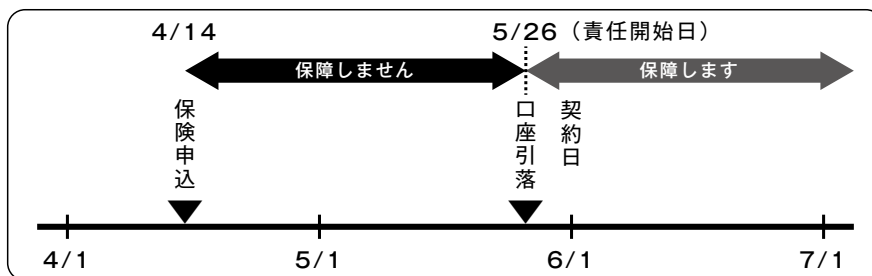 4/14
5/26（責任開始日）
保障しません
保障します
保険申込
口座引落
契約日
4/1
5/1
6/1
7/1